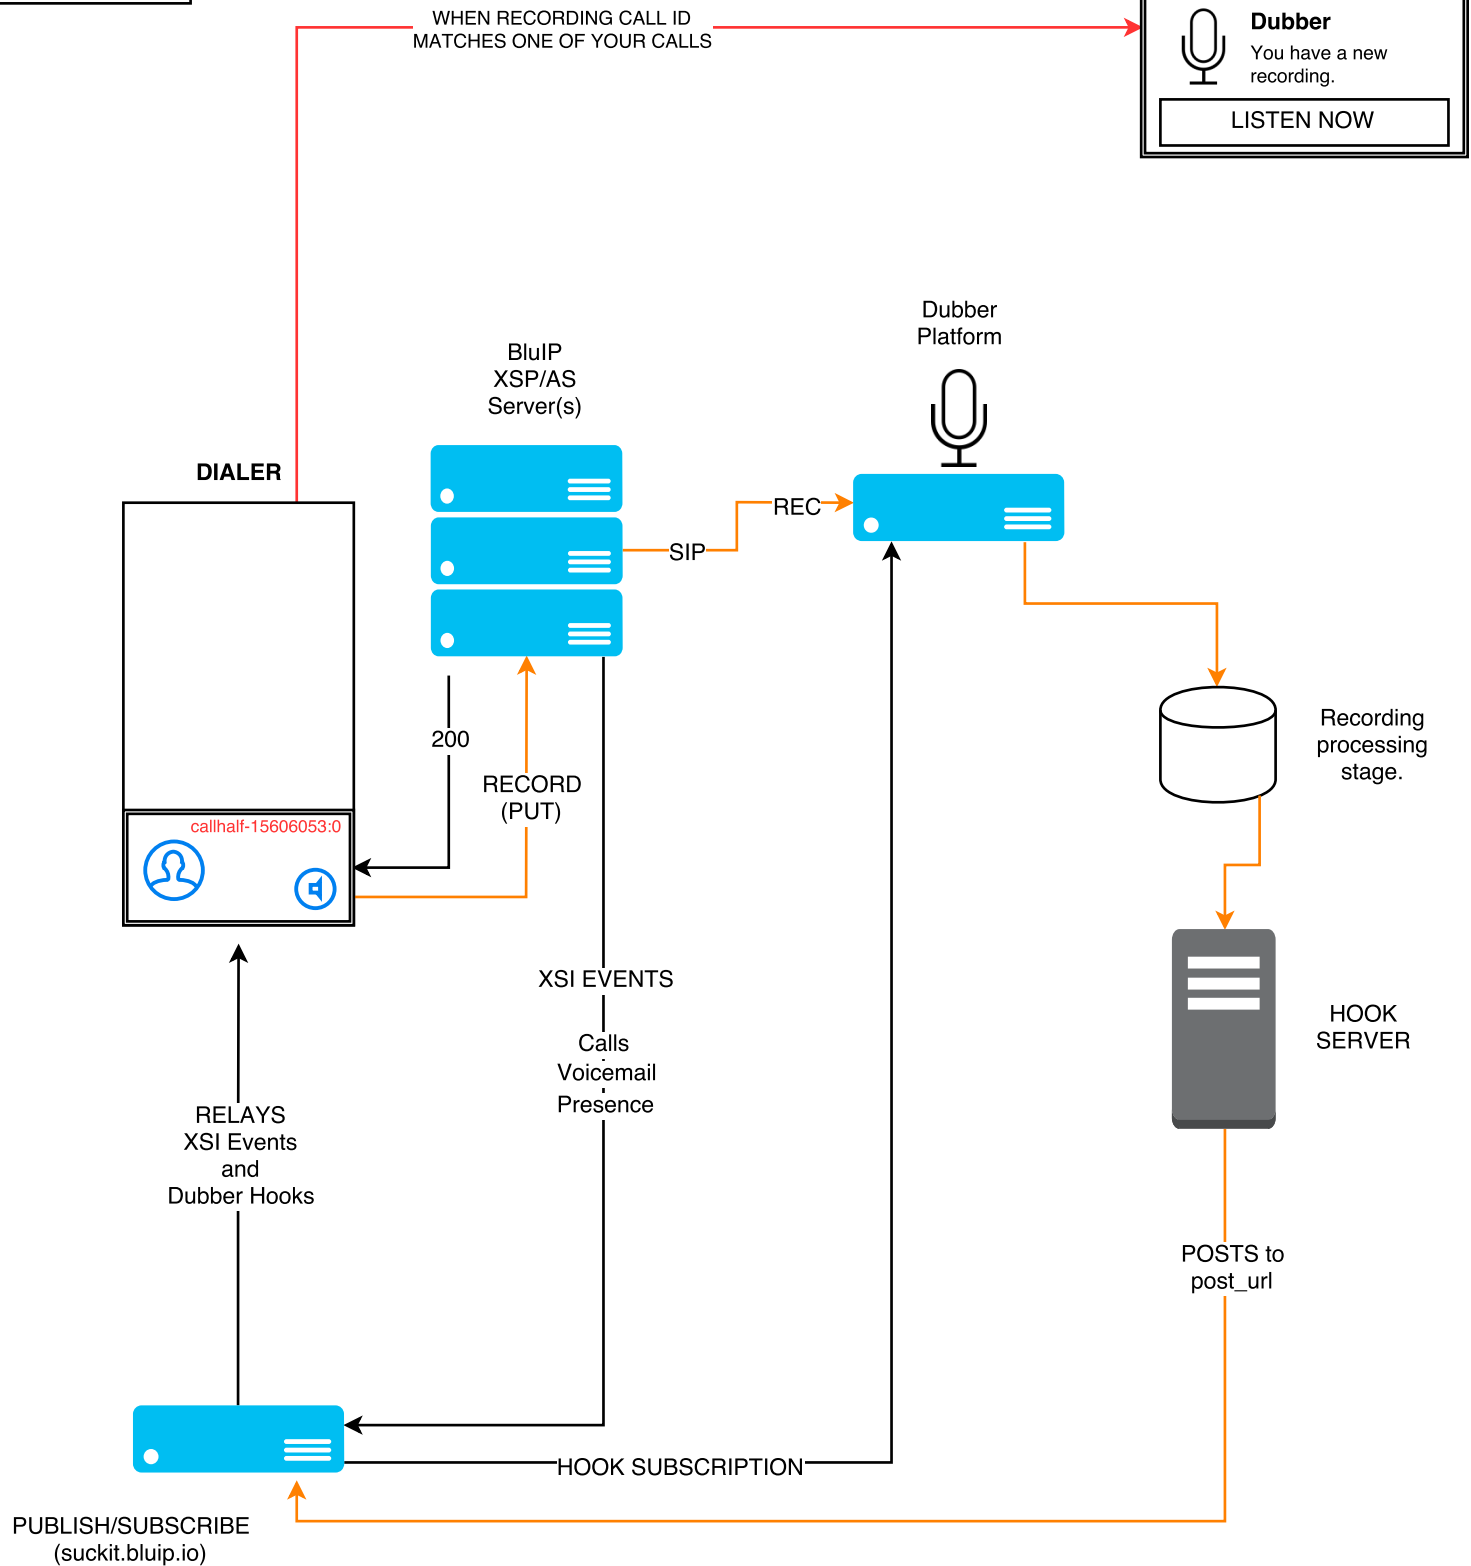 WHEN RECORDING CALL ID
MATCHES ONE OF YOUR CALLS
Dubber
You have a new
recording.
LISTEN NOW
Dubber
Platform
BluIP
XSP/AS
Server(s)
DIALER
REC
SIP
200
RECORD
(PUT)
Recording
processing
stage.
callhalf-15606053:0
XSI EVENTS
Calls
Voicemail
Presence
HOOK
SERVER
RELAYS
XSI Events
and
Dubber Hooks
POSTS to
post_url
HOOK SUBSCRIPTION
PUBLISH/SUBSCRIBE
(suckit.bluip.io)